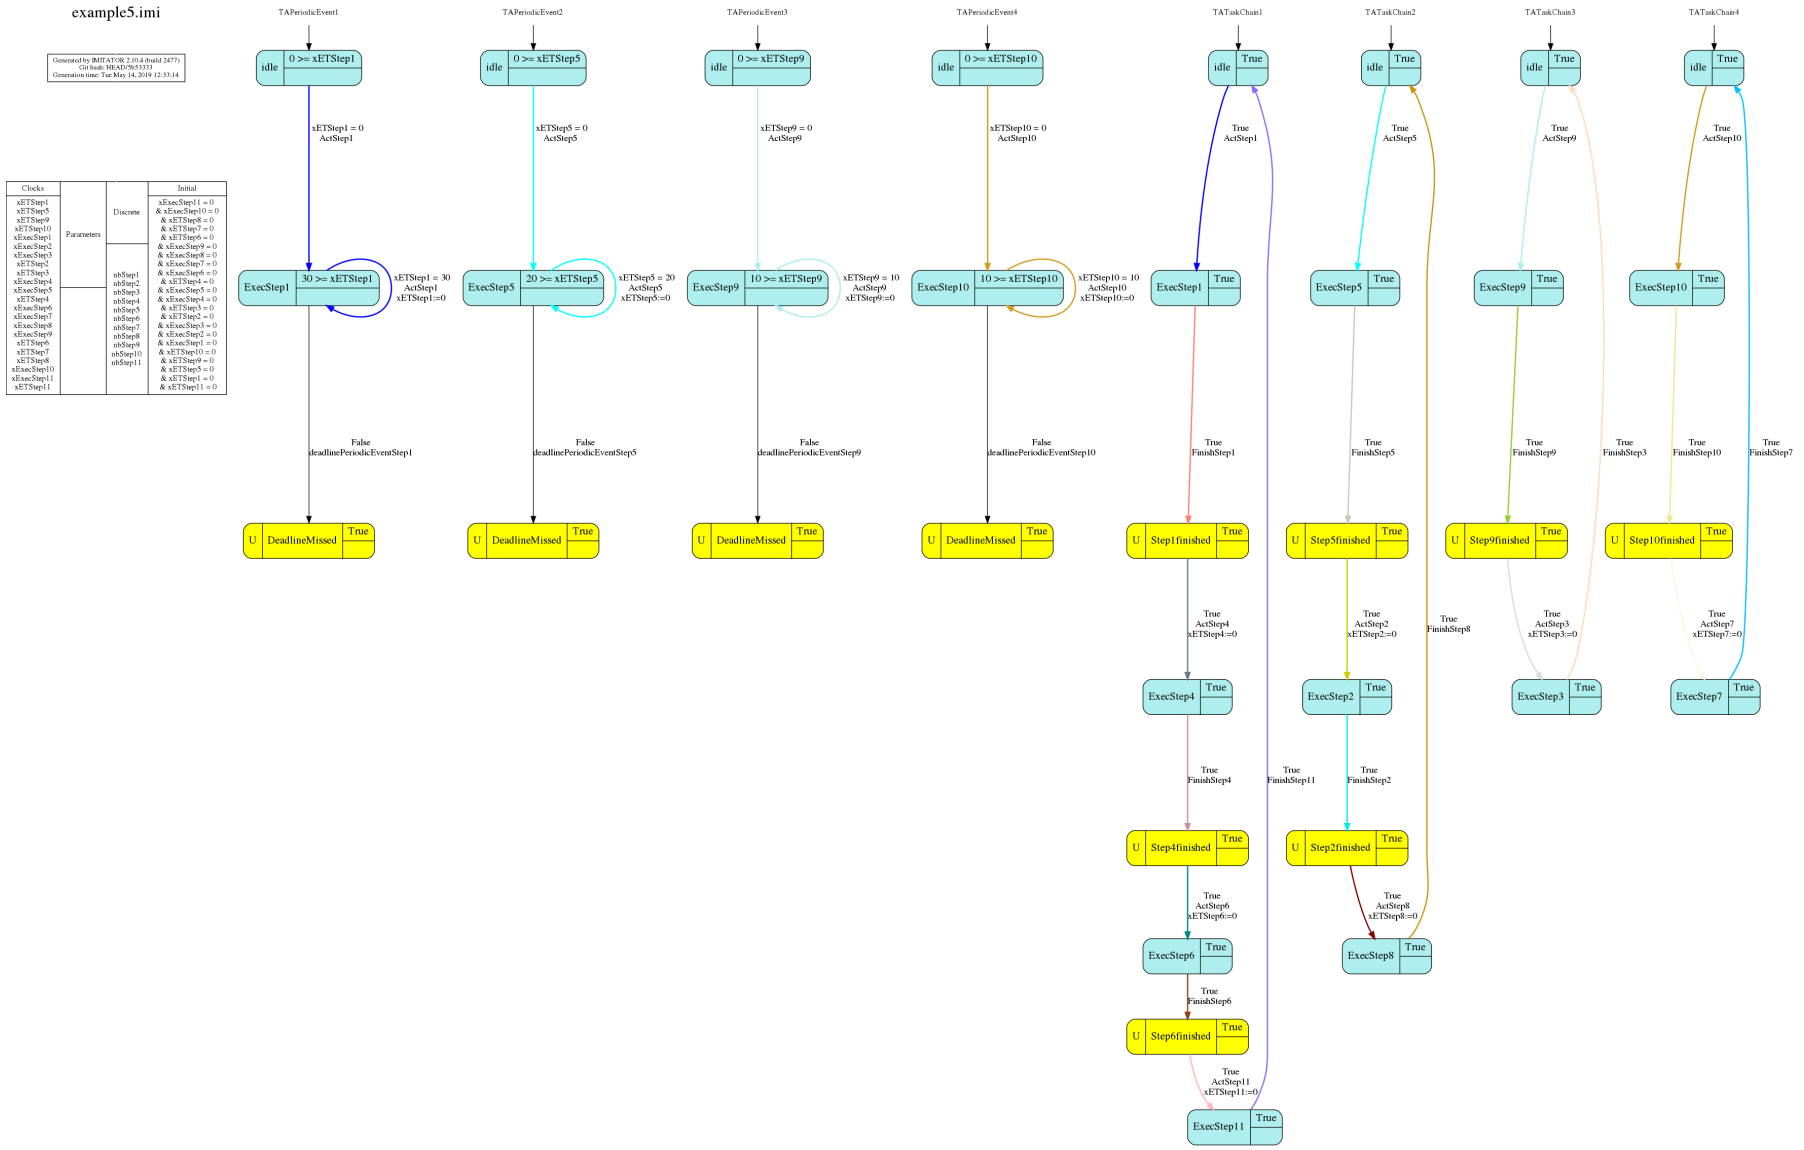 example5.imi
Generated by IMITATOR 2.10.4 (build 2477)
Git hash: HEAD/5b53333
Generation time: Tue May 14, 2019 12:33:14
Clocks
xETStep1
xETStep5
xETStep9
xETStep10
xExecStep1
xExecStep2
xExecStep3
xETStep2
xETStep3
xExecStep4
xExecStep5
xETStep4
xExecStep6
xExecStep7
xExecStep8
xExecStep9
xETStep6
xETStep7
xETStep8
xExecStep10
xExecStep11
xETStep11
Parameters
Discrete
nbStep1
nbStep2
nbStep3
nbStep4
nbStep5
nbStep6
nbStep7
nbStep8
nbStep9
nbStep10
nbStep11
Initial
xExecStep11 = 0
& xExecStep10 = 0
& xETStep8 = 0
& xETStep7 = 0
& xETStep6 = 0
& xExecStep9 = 0
& xExecStep8 = 0
& xExecStep7 = 0
& xExecStep6 = 0
& xETStep4 = 0
& xExecStep5 = 0
& xExecStep4 = 0
& xETStep3 = 0
& xETStep2 = 0
& xExecStep3 = 0
& xExecStep2 = 0
& xExecStep1 = 0
& xETStep10 = 0
& xETStep9 = 0
& xETStep5 = 0
& xETStep1 = 0
& xETStep11 = 0
TAPeriodicEvent1
idle
0 >= xETStep1
xETStep1 = 0
ActStep1
ExecStep1
30 >= xETStep1
xETStep1 = 30
ActStep1
xETStep1:=0
False
deadlinePeriodicEventStep1
U
DeadlineMissed
True
TAPeriodicEvent2
idle
0 >= xETStep5
xETStep5 = 0
ActStep5
ExecStep5
20 >= xETStep5
xETStep5 = 20
ActStep5
xETStep5:=0
False
deadlinePeriodicEventStep5
U
DeadlineMissed
True
TAPeriodicEvent3
idle
0 >= xETStep9
xETStep9 = 0
ActStep9
ExecStep9
10 >= xETStep9
xETStep9 = 10
ActStep9
xETStep9:=0
False
deadlinePeriodicEventStep9
U
DeadlineMissed
True
TAPeriodicEvent4
idle
0 >= xETStep10
xETStep10 = 0
ActStep10
ExecStep10
10 >= xETStep10
xETStep10 = 10
ActStep10
xETStep10:=0
False
deadlinePeriodicEventStep10
U
DeadlineMissed
True
TATaskChain1
idle
True
True
ActStep1
ExecStep1
True
True
FinishStep1
U
Step1finished
True
True
ActStep4
xETStep4:=0
ExecStep4
True
True
FinishStep4
U
Step4finished
True
True
ActStep6
xETStep6:=0
ExecStep6
True
True
FinishStep6
U
Step6finished
True
True
ActStep11
xETStep11:=0
ExecStep11
True
True
FinishStep11
TATaskChain2
idle
True
True
ActStep5
ExecStep5
True
True
FinishStep5
U
Step5finished
True
True
ActStep2
xETStep2:=0
ExecStep2
True
True
FinishStep2
U
Step2finished
True
True
ActStep8
xETStep8:=0
ExecStep8
True
True
FinishStep8
TATaskChain3
idle
True
True
ActStep9
ExecStep9
True
True
FinishStep9
U
Step9finished
True
True
ActStep3
xETStep3:=0
ExecStep3
True
True
FinishStep3
TATaskChain4
idle
True
True
ActStep10
ExecStep10
True
True
FinishStep10
U
Step10finished
True
True
ActStep7
xETStep7:=0
ExecStep7
True
True
FinishStep7